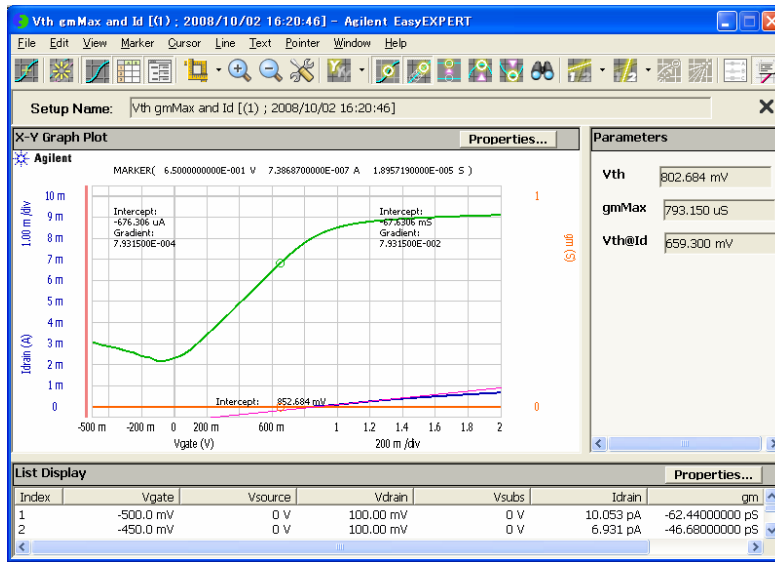 Vth gmMax and Id [(1) ; 2008/10/02 16:20:46] - Agilent EasyEXPERT
File Edit View Marker Cursor Line Text Pointer Window Help
Setup Name: Vth gmMax and Id [(1) ; 2008/10/02 16:20:46]
X-Y Graph Plot Properties...
Agilent
MARKER( 6.5000000000E-001 V 7.3868700000E-007 A 1.8957190000E-005 S )
Intercept:
-676.306 uA
Gradient:
7.931500E-004
Intercept:
-67.6306 mS
Gradient:
7.931500E-002
1.00 m /div
Idrain (A)
10 m
9 m
8 m
7 m
6 m
5 m
4 m
3 m
2 m
1 m
0
1
gm (S)
0
Intercept: 852.684 mV
-500 m -200 m 0 200 m 600 m 1 1.2 1.4 1.6 1.8 2
Vgate (V) 200 m /div
Parameters
Vth 802.684 mV
gmMax 793.150 uS
Vth@Id 659.300 mV
List Display Properties...
Index Vgate Vsource Vdrain Vsubs Idrain gm
1 -500.0 mV 0 V 100.00 mV 0 V 10.053 pA -62.44000000 pS
2 -450.0 mV 0 V 100.00 mV 0 V 6.931 pA -46.68000000 pS